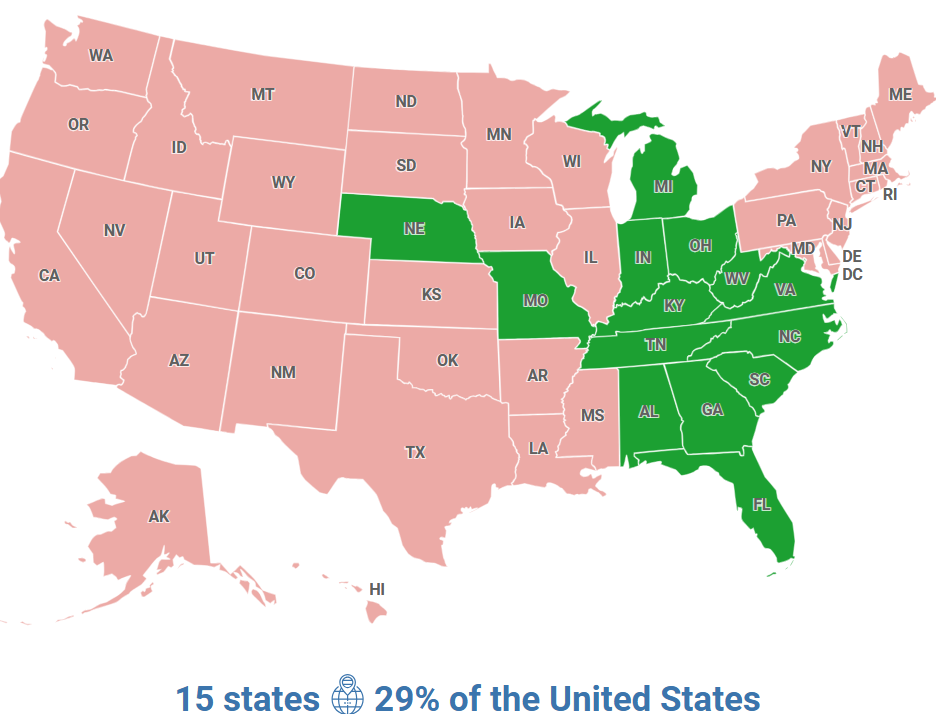 WA
MT
ND
ME
OR
MN
VT
ID
NH
WI
SD
NY
MA
WY
MI
CT
RI
NE
IA
PA
NV
NJ
OH
MD
UT
IL
IN
DE
CO
WV
DC
CA
KS
VA
MO
KY
NC
TN
AZ
OK
NM
AR
SC
MS
AL
GA
LA
TX
FL
AK
HI
15 states 29% of the United States